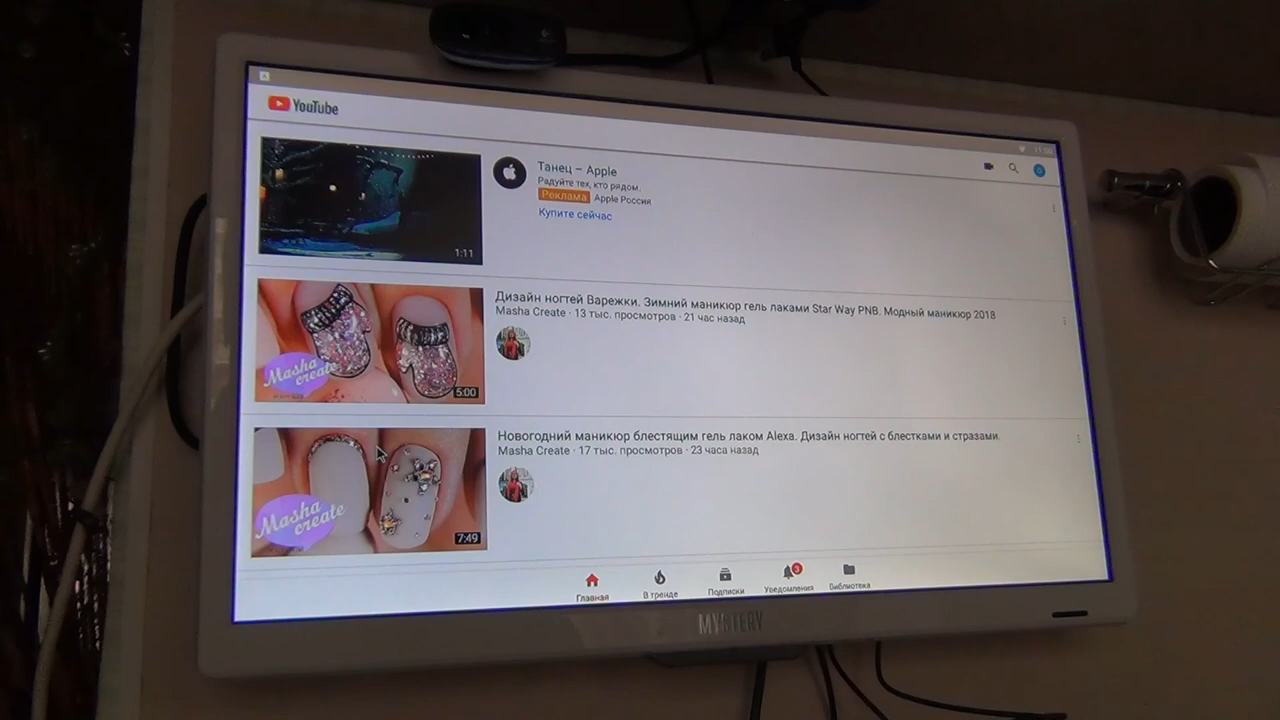 YouTube
Танец – Apple
Радуйте тех, кто рядом.
Реклама Apple Россия
Купите сейчас
1:11
Дизайн ногтей Варежки. Зимний маникюр гель лаками Star Way PNB. Модный маникюр 2018
Masha Create · 13 тыс. просмотров · 21 час назад
Masha
create
5:00
Новогодний маникюр блестящим гель лаком Alexa. Дизайн ногтей с блестками и стразами.
Masha Create · 17 тыс. просмотров · 23 часа назад
Masha
create
7:49
3
Главная В тренде Подписки Уведомления Библиотека
MYSTERY